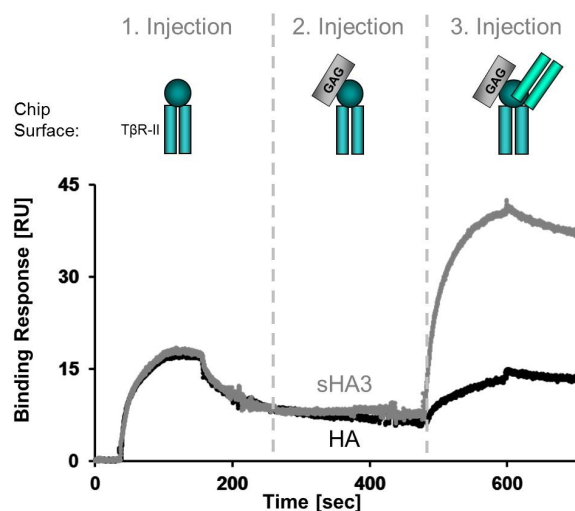 1. Injection 2. Injection 3. Injection
GAG GAG
Chip
Surface:
TβR-II
Binding Response [RU]
45
30
15
0
sHA3
HA
0 200 400 600
Time [sec]